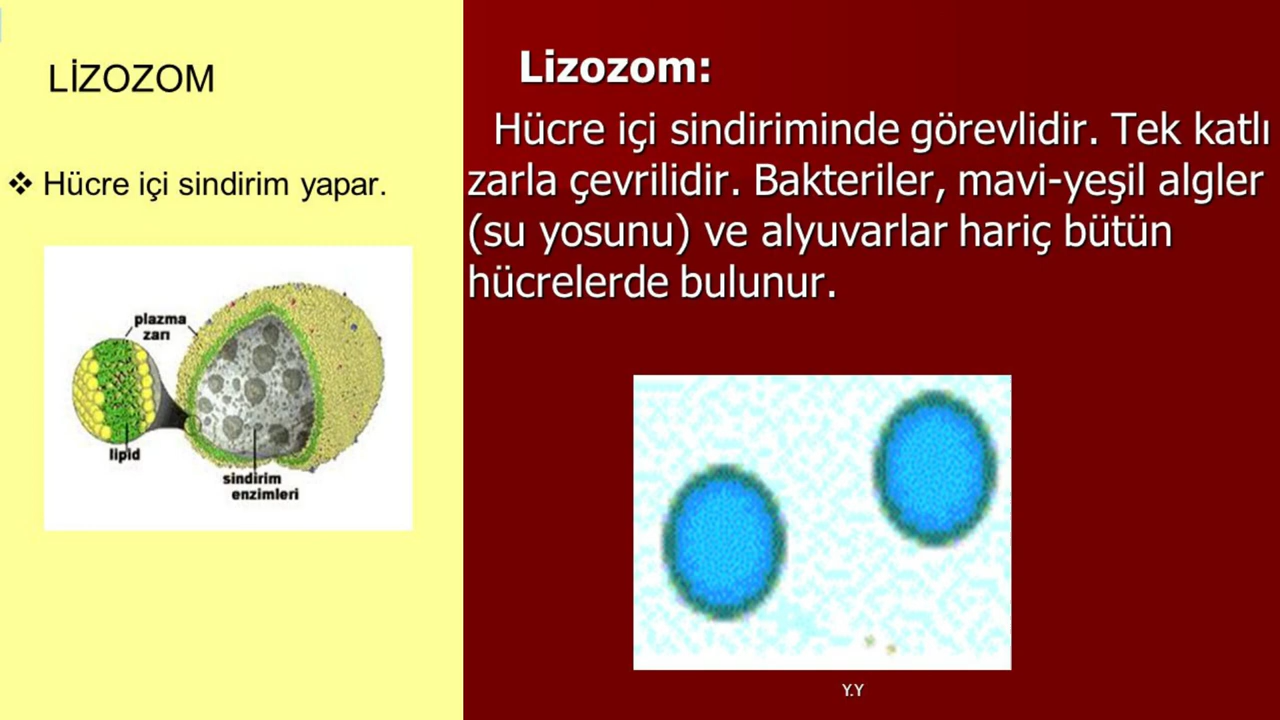 LİZOZOM
❖ Hücre içi sindirim yapar.
plazma
zarı
lipid
sindirim
enzimleri
Lizozom:
Hücre içi sindiriminde görevlidir. Tek katlı
zarla çevrilidir. Bakteriler, mavi-yeşil algler
(su yosunu) ve alyuvarlar hariç bütün
hücrelerde bulunur.
Y.Y